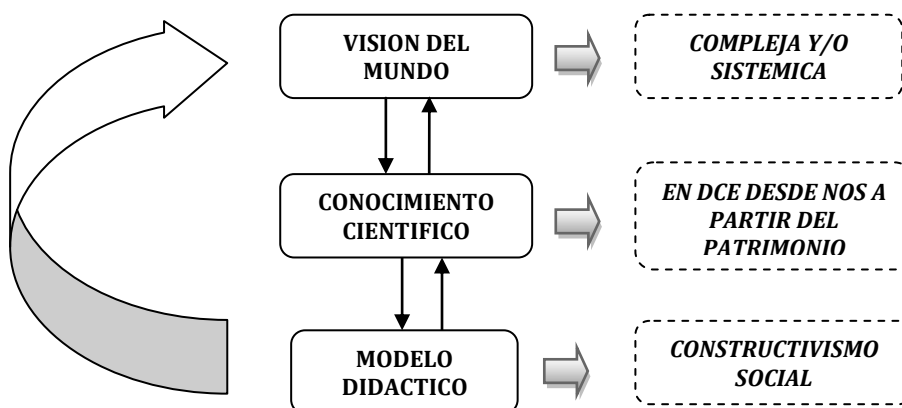 VISION DEL
MUNDO
COMPLEJA Y/O
SISTEMICA
CONOCIMIENTO
CIENTIFICO
EN DCE DESDE NOS A
PARTIR DEL
PATRIMONIO
MODELO
DIDACTICO
CONSTRUCTIVISMO
SOCIAL